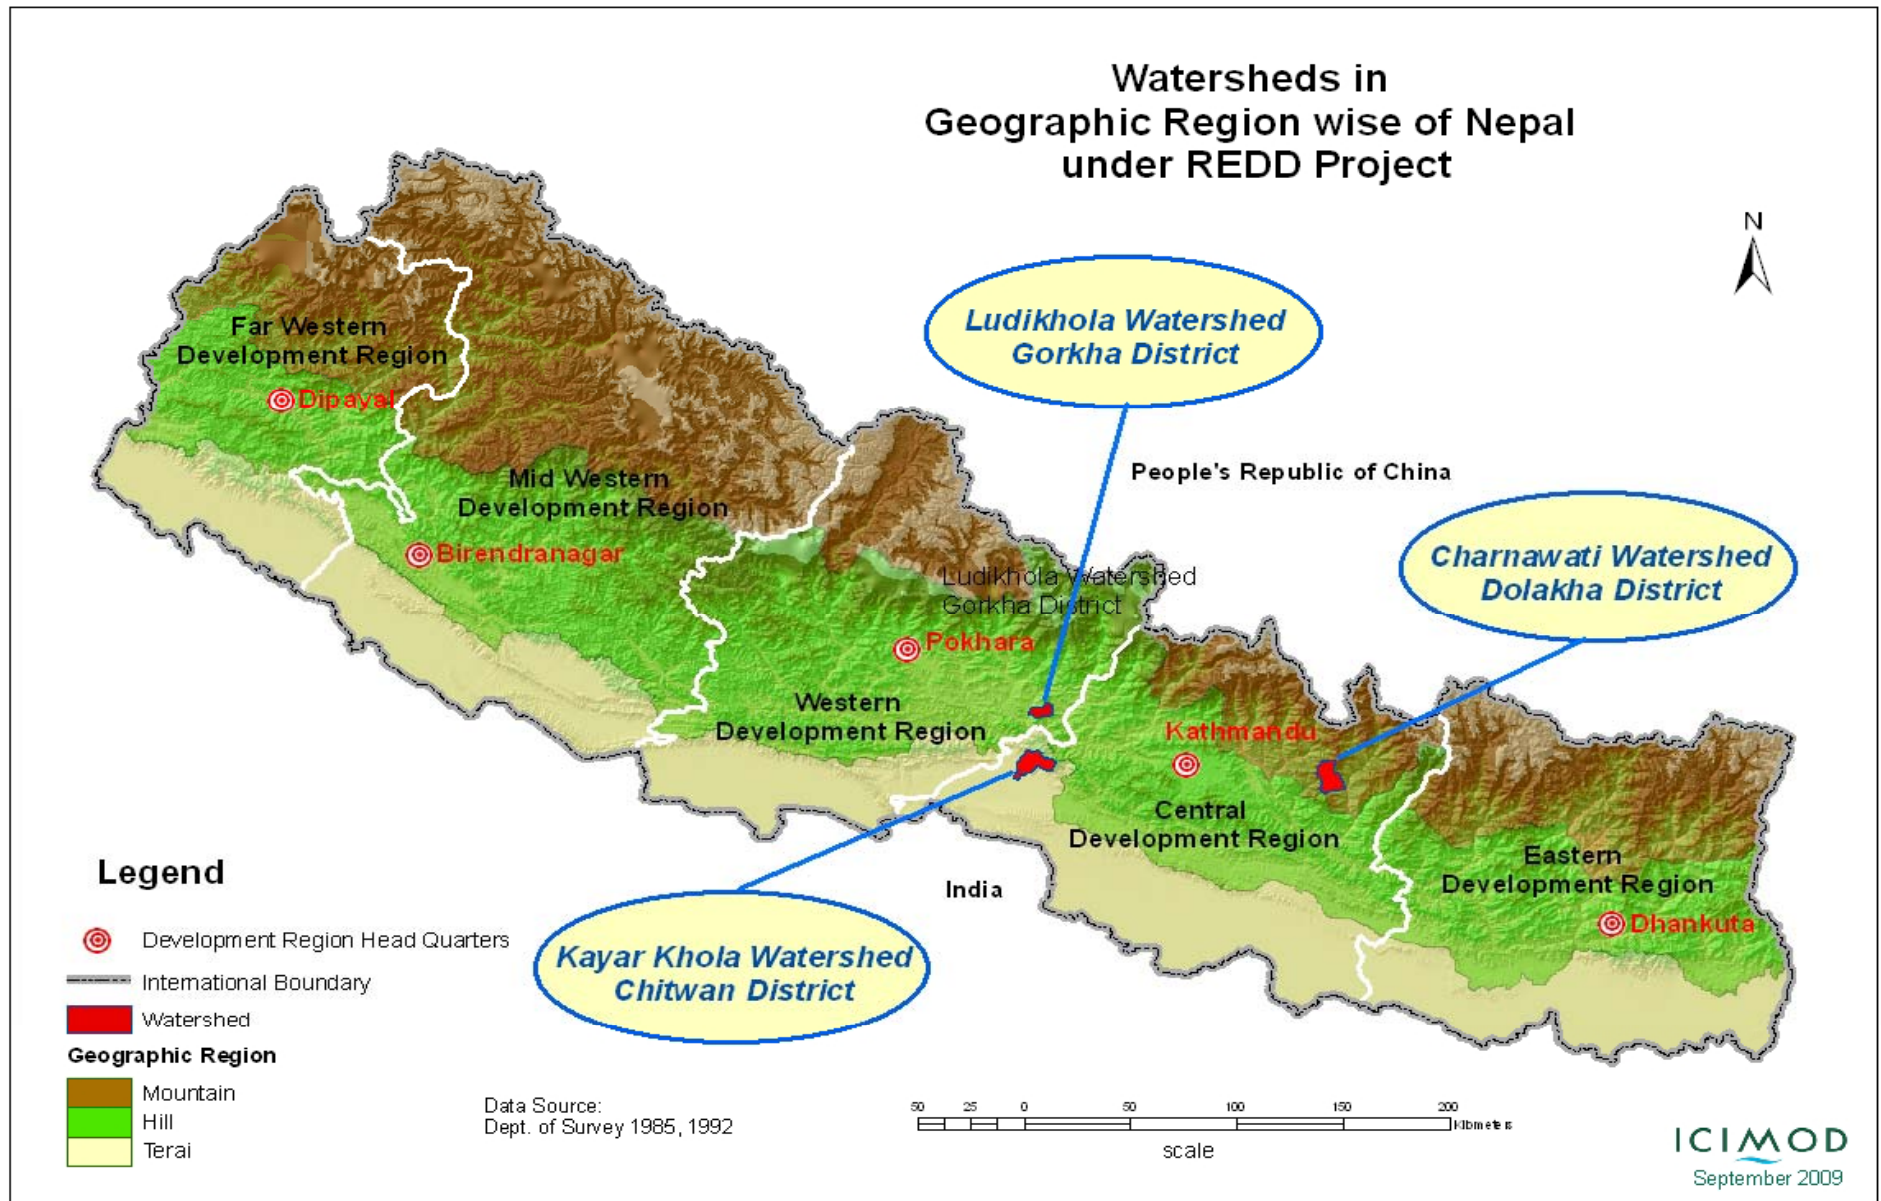 Watersheds in
Geographic Region wise of Nepal
under REDD Project
N
Ludikhola Watershed
Gorkha District
Far Western
Development Region
Dipayal
People's Republic of China
Mid Western
Development Region
Birendranagar
Charnawati Watershed
Dolakha District
Ludikhola Watershed
Gorkha District
Pokhara
Western
Development Region
Kathmandu
Central
Development Region
Eastern
Development Region
Dhankuta
India
Kayar Khola Watershed
Chitwan District
Legend
Development Region Head Quarters
International Boundary
Watershed
Geographic Region
Mountain
Hill
Terai
Data Source:
Dept. of Survey 1985, 1992
50 25 0 50 100 150 200
Kilometers
scale
ICIMOD
September 2009